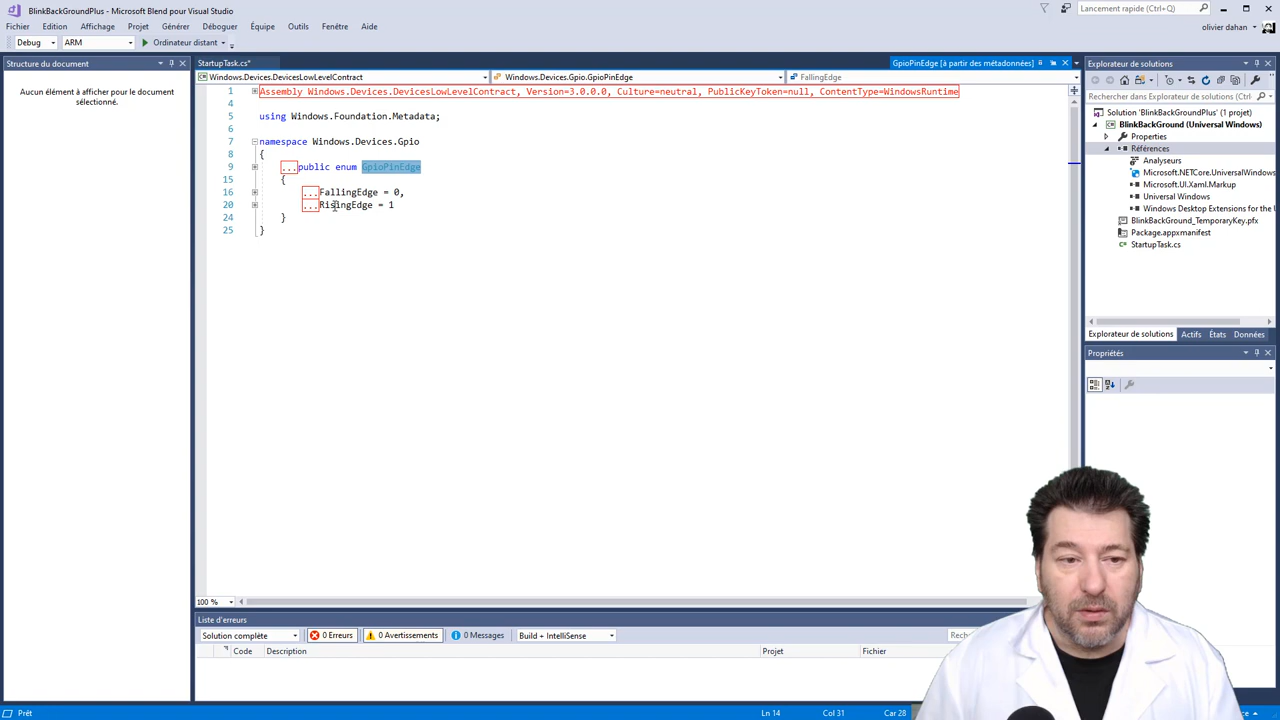 BlinkBackGroundPlus - Microsoft Blend pour Visual Studio
Lancement rapide (Ctrl+Q)
Fichier Edition Affichage Projet Générer Déboguer Équipe Outils Fenêtre Aide
olivier dahan
Debug ARM Ordinateur distant
Structure du document
Aucun élément à afficher pour le document
sélectionné.
StartupTask.cs*
GpioPinEdge [à partir des métadonnées]
Windows.Devices.DevicesLowLevelContract
Windows.Devices.Gpio.GpioPinEdge
FallingEdge
1 Assembly Windows.Devices.DevicesLowLevelContract, Version=3.0.0.0, Culture=neutral, PublicKeyToken=null, ContentType=WindowsRuntime
4
5 using Windows.Foundation.Metadata;
6
7 namespace Windows.Devices.Gpio
8 {
9 ...public enum GpioPinEdge
15 {
16 ...FallingEdge = 0,
20 ...RisingEdge = 1
24 }
25 }
100 %
Liste d'erreurs
Solution complète 0 Erreurs 0 Avertissements 0 Messages Build + IntelliSense
Code Description Projet Fichier
Explorateur de solutions
Rechercher dans Explorateur de solutions (Ctrl+
Solution 'BlinkBackGroundPlus' (1 projet)
BlinkBackGround (Universal Windows)
Properties
Références
Analyseurs
Microsoft.NETCore.UniversalWindows
Microsoft.UI.Xaml.Markup
Universal Windows
Windows Desktop Extensions for the U
BlinkBackGround_TemporaryKey.pfx
Package.appxmanifest
StartupTask.cs
Explorateur de solutions Actifs États Données
Propriétés
Prêt
Ln 14 Col 31 Car 28